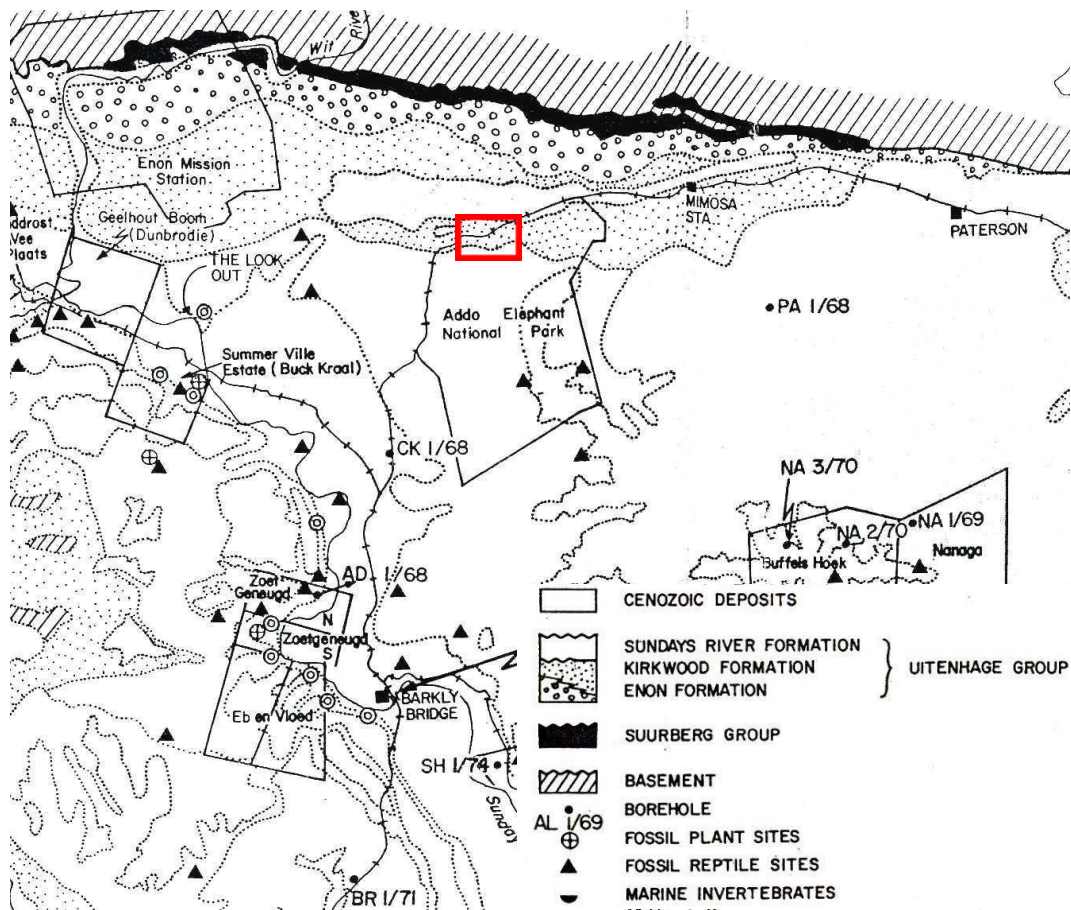 Wit
River
Enon Mission
Station
Geelhout Boom
(Dunbrodie)
ddrost
Vee
Plaats
THE LOOK
OUT
MIMOSA
STA.
PATERSON
Addo Elephant
National Park
PA 1/68
Summer Ville
Estate (Buck Kraal)
CK 1/68
NA 3/70
NA 2/70
NA 1/69
Buffels Hoek
Nanaga
AD 1/68
Zoet
Geneugd
N
Zoetgeneugd
S
BARKLY
BRIDGE
Eb en Vloed
SH 1/74
Sunday
BR 1/71
CENOZOIC DEPOSITS
SUNDAYS RIVER FORMATION
KIRKWOOD FORMATION
ENON FORMATION
UITENHAGE GROUP
SUURBERG GROUP
BASEMENT
BOREHOLE
AL 1/69
FOSSIL PLANT SITES
FOSSIL REPTILE SITES
MARINE INVERTEBRATES